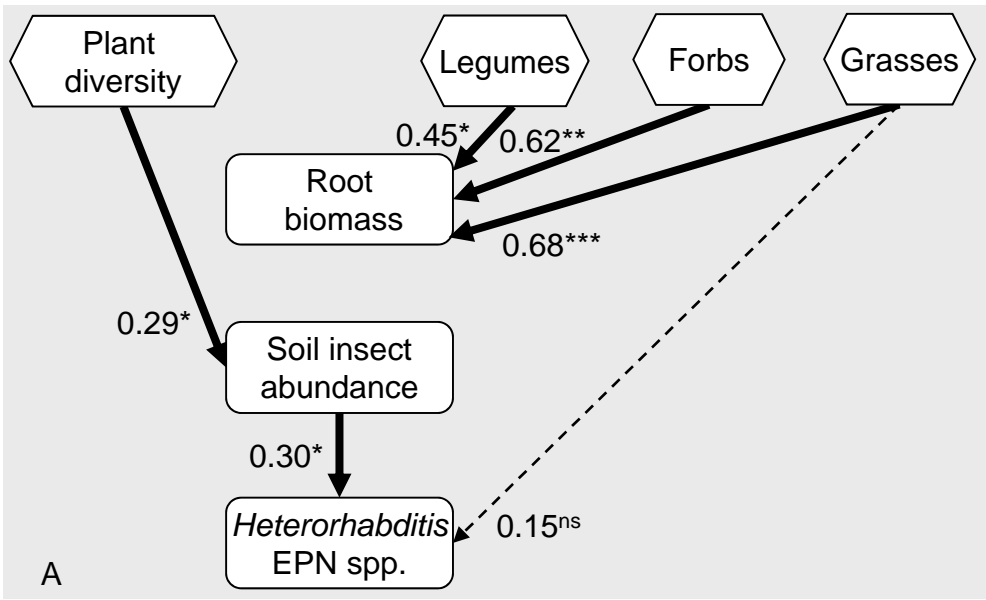 Plant
diversity
Legumes
Forbs
Grasses
0.45*
0.62**
Root
biomass
0.68***
0.29*
Soil insect
abundance
0.30*
Heterorhabditis
EPN spp.
0.15ns
A